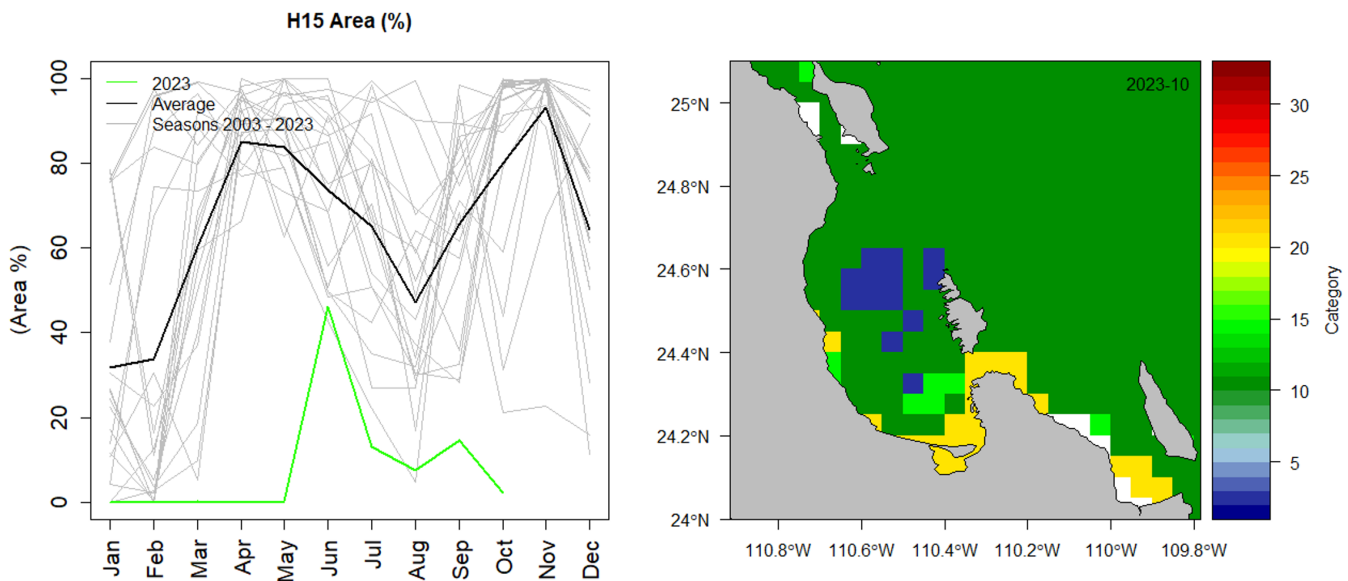 H15 Area (%)
(Area %)
100
80
60
40
20
0
2023
Average
Seasons 2003 - 2023
Jan
Feb
Mar
Apr
May
Jun
Jul
Aug
Sep
Oct
Nov
Dec
2023-10
25°N
24.8°N
24.6°N
24.4°N
24.2°N
24°N
110.8°W
110.6°W
110.4°W
110.2°W
110°W
109.8°W
30
25
20
15
10
5
Category